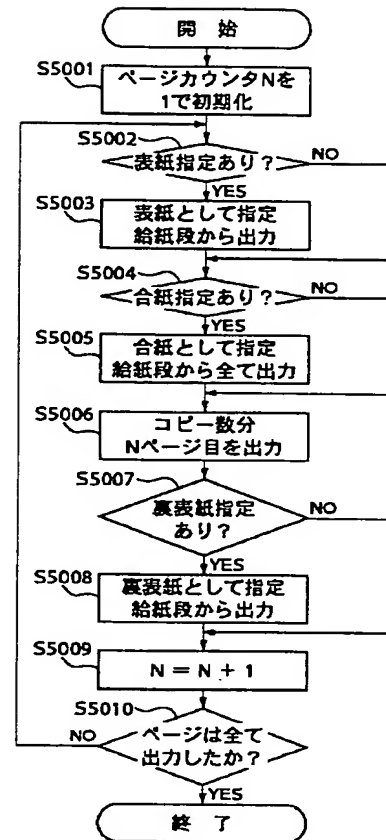 開 始
S5001
ページカウンタNを
1で初期化
S5002
表紙指定あり?
NO
YES
S5003
表紙として指定
給紙段から出力
S5004
合紙指定あり?
NO
YES
S5005
合紙として指定
給紙段から全て出力
S5006
コピー数分
Nページ目を出力
S5007
裏表紙指定
あり?
NO
YES
S5008
裏表紙として指定
給紙段から出力
S5009
N = N + 1
S5010
ページは全て
出力したか?
NO
YES
終 了